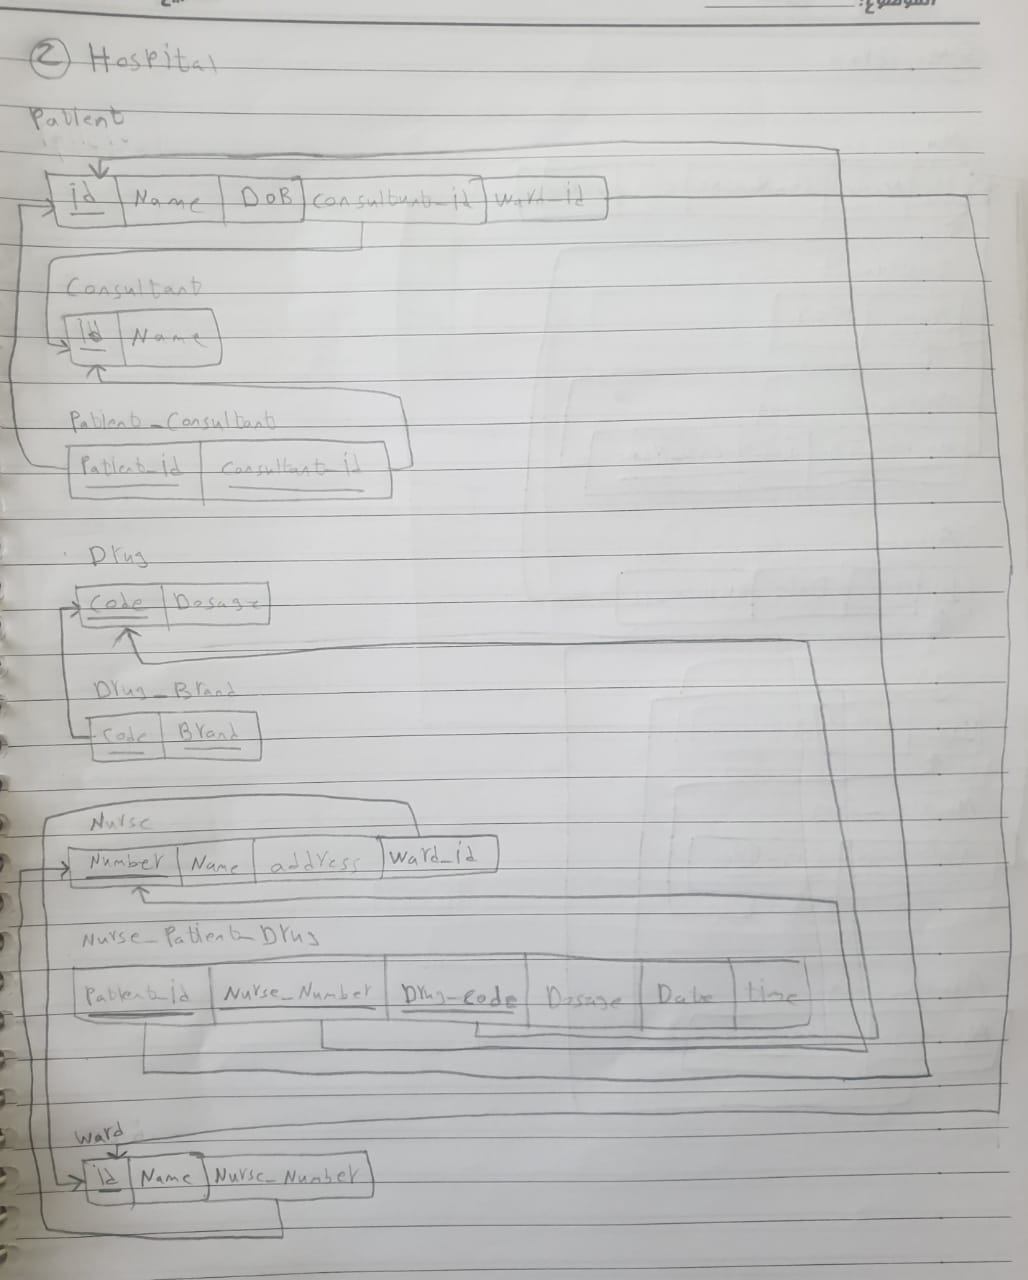 الموضوع:
② Hospital
Patient
id Name DoB Consultant_id Ward_id
Consultant
Id Name
Patient_Consultant
Patient_id Consultant_id
Drug
Code Dosage
Drug_Brand
Code Brand
Nurse
Number Name address Ward_id
Nurse_Patient_Drug
Patient_id Nurse_Number Drug_Code Dosage Date time
Ward
id Name Nurse_Number